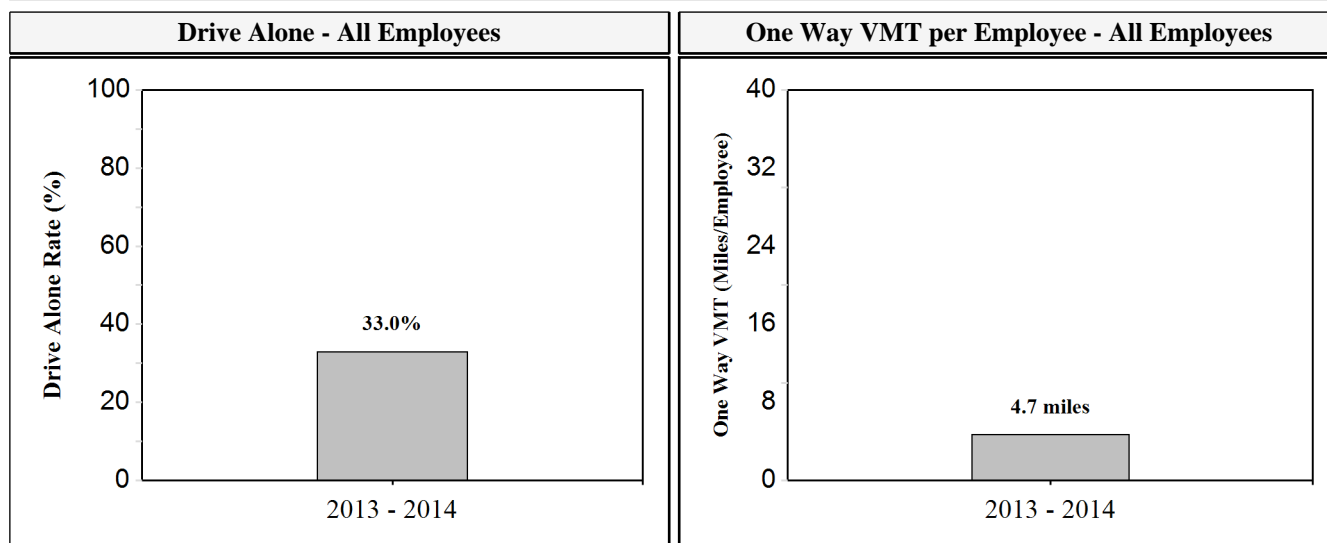 Drive Alone - All Employees
One Way VMT per Employee - All Employees
Drive Alone Rate (%)
100
80
60
40
20
0
33.0%
2013 - 2014
One Way VMT (Miles/Employee)
40
32
24
16
8
0
4.7 miles
2013 - 2014